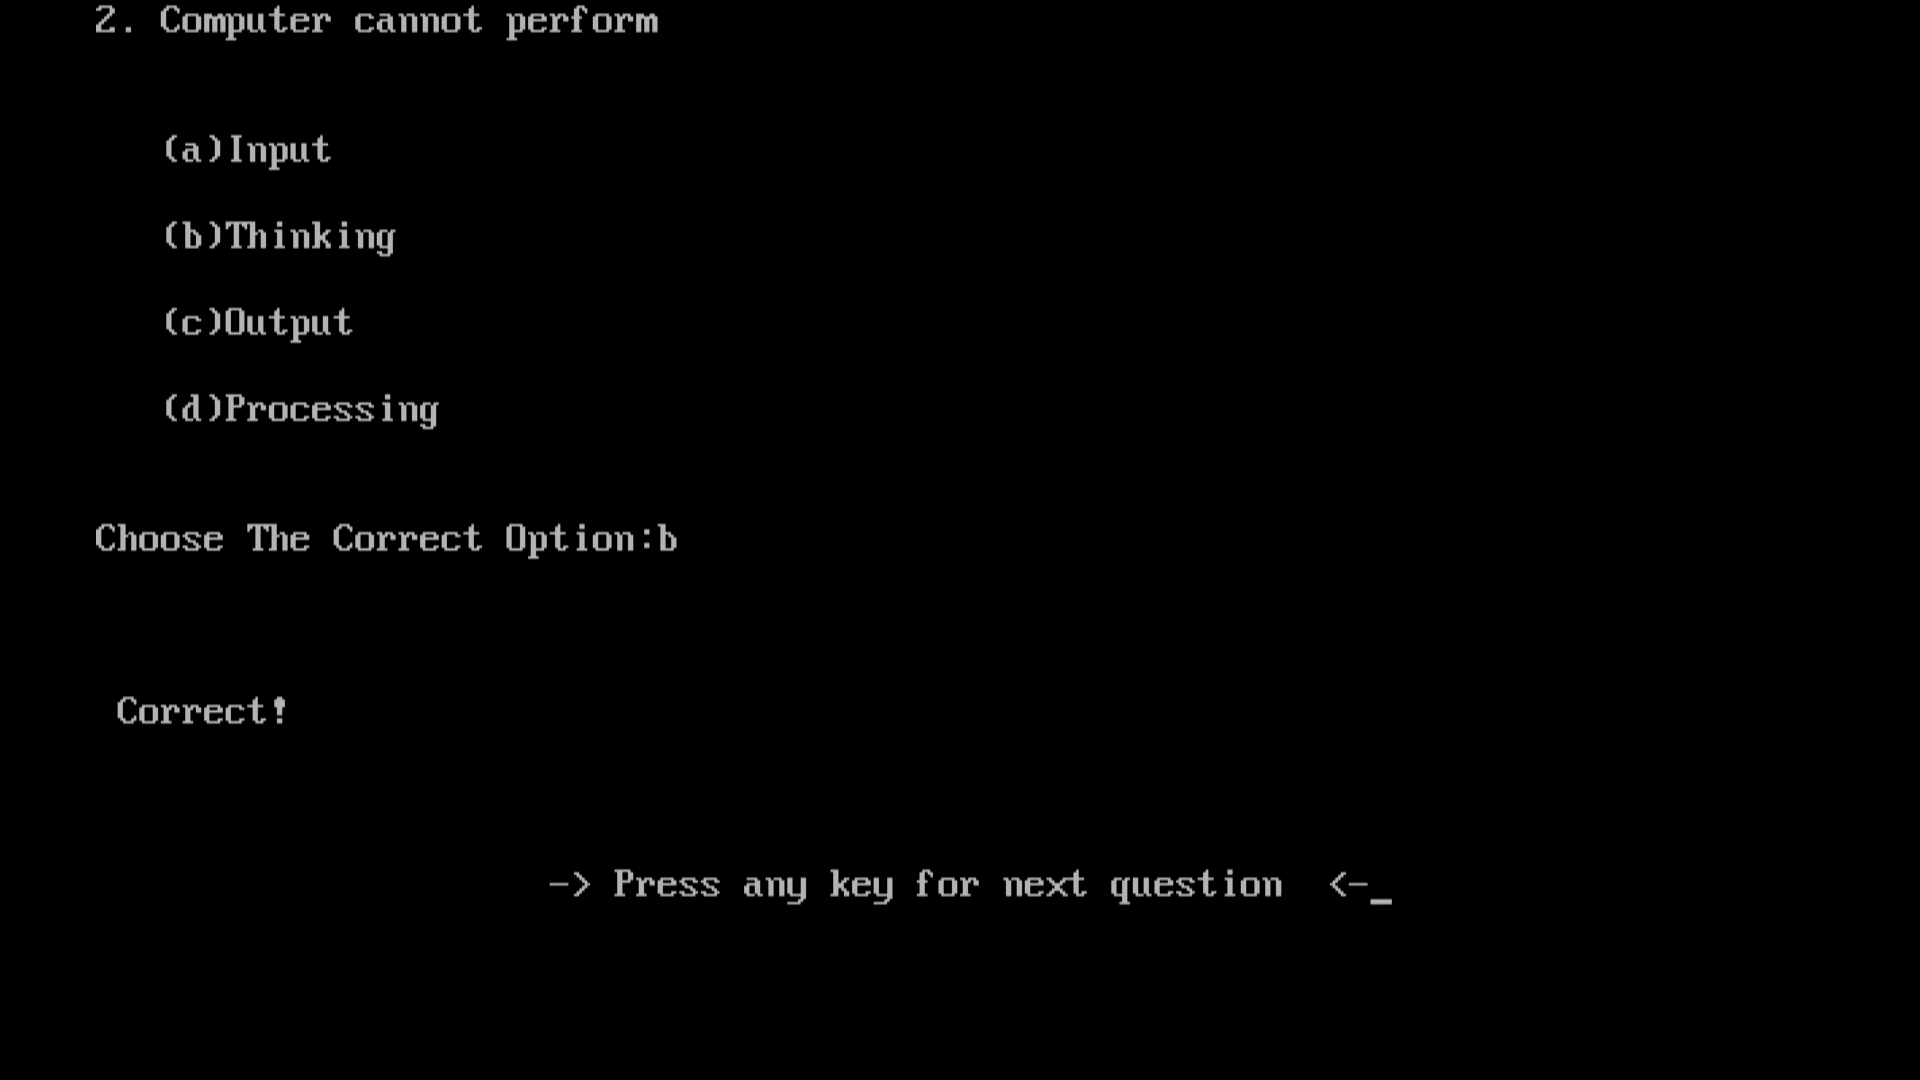 2. Computer cannot perform
(a)Input
(b)Thinking
(c)Output
(d)Processing
Choose The Correct Option:b
Correct!
-> Press any key for next question  <-_